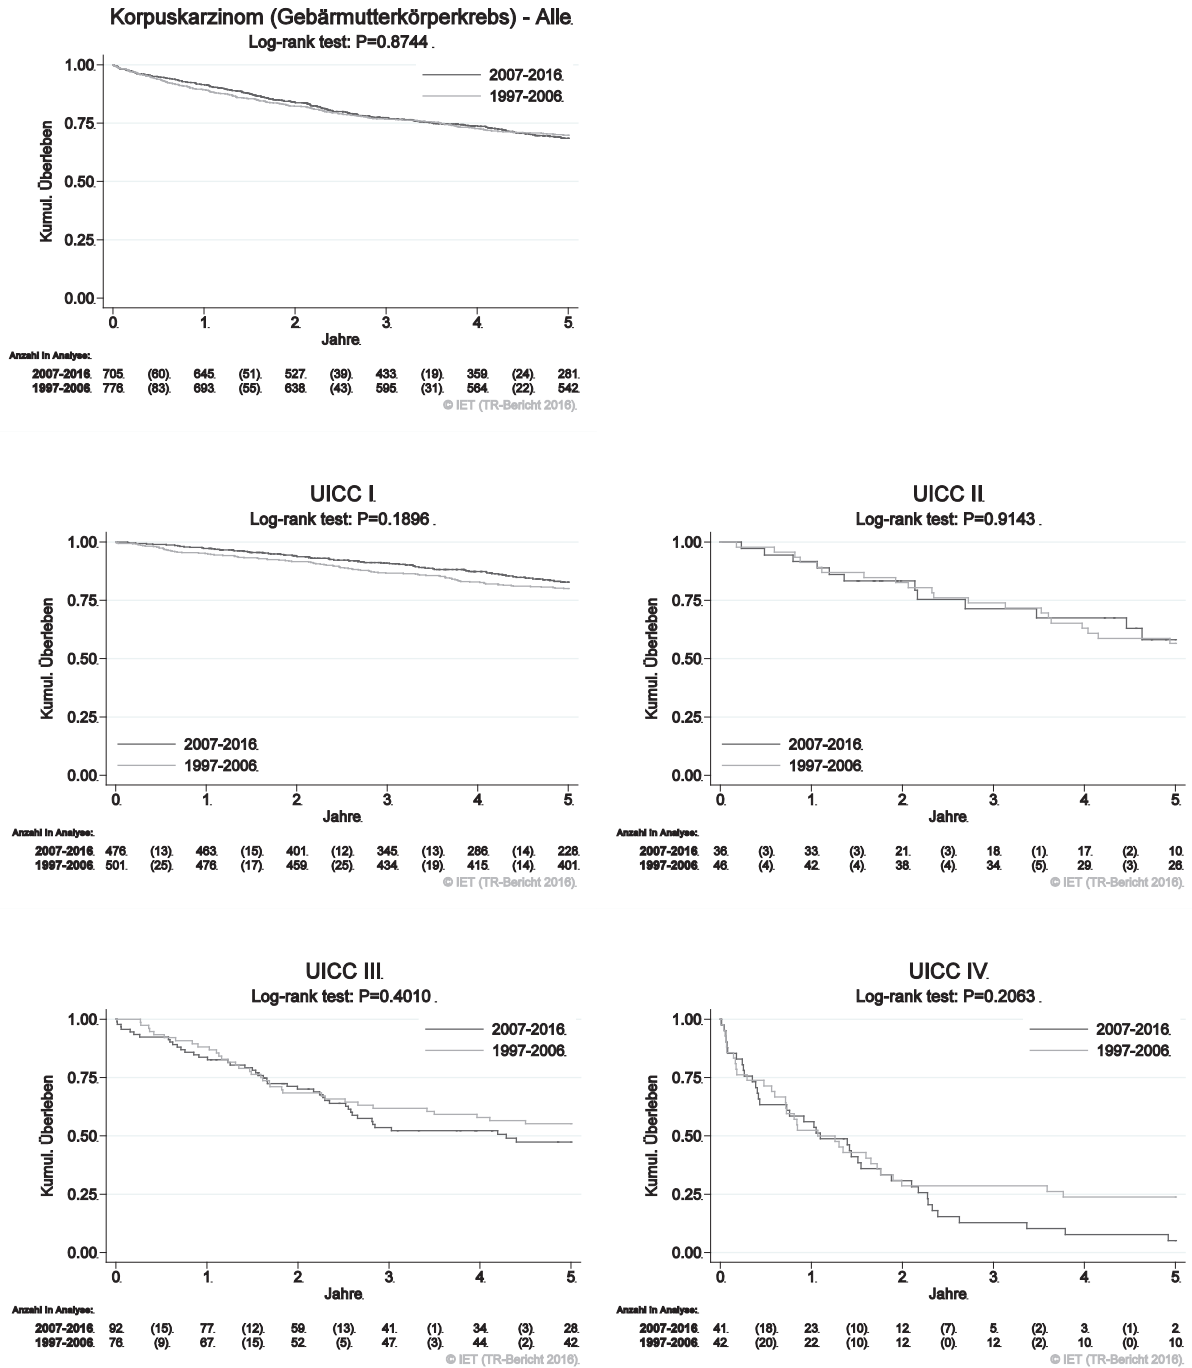 Korpuskarzinom (Gebärmutterkörperkrebs) - Alle.
Log-rank test: P=0.8744 .
1.00.
0.75.
0.50.
0.25.
0.00.
Kumul. Überleben
2007-2016.
1997-2006.
0. 1. 2. 3. 4. 5.
Jahre.
Anzahl in Analyse:.
2007-2016. 705. (60). 645. (51). 527. (39). 433. (19). 359. (24). 281.
1997-2006. 776. (83). 693. (55). 638. (43). 595. (31). 564. (22). 542.
© IET (TR-Bericht 2016).
UICC I.
Log-rank test: P=0.1896 .
1.00.
0.75.
0.50.
0.25.
0.00.
Kumul. Überleben
2007-2016.
1997-2006.
0. 1. 2. 3. 4. 5.
Jahre.
Anzahl in Analyse:.
2007-2016. 476. (13). 463. (15). 401. (12). 345. (13). 286. (14). 228.
1997-2006. 501. (25). 476. (17). 459. (25). 434. (19). 415. (14). 401.
© IET (TR-Bericht 2016).
UICC II.
Log-rank test: P=0.9143 .
1.00.
0.75.
0.50.
0.25.
0.00.
Kumul. Überleben
2007-2016.
1997-2006.
0. 1. 2. 3. 4. 5.
Jahre.
Anzahl in Analyse:.
2007-2016. 36. (3). 33. (3). 21. (3). 18. (1). 17. (2). 10.
1997-2006. 46. (4). 42. (4). 38. (4). 34. (5). 29. (3). 26.
© IET (TR-Bericht 2016).
UICC III.
Log-rank test: P=0.4010 .
1.00.
0.75.
0.50.
0.25.
0.00.
Kumul. Überleben
2007-2016.
1997-2006.
0. 1. 2. 3. 4. 5.
Jahre.
Anzahl in Analyse:.
2007-2016. 92. (15). 77. (12). 59. (13). 41. (1). 34. (3). 28.
1997-2006. 76. (9). 67. (15). 52. (5). 47. (3). 44. (2). 42.
© IET (TR-Bericht 2016).
UICC IV.
Log-rank test: P=0.2063 .
1.00.
0.75.
0.50.
0.25.
0.00.
Kumul. Überleben
2007-2016.
1997-2006.
0. 1. 2. 3. 4. 5.
Jahre.
Anzahl in Analyse:.
2007-2016. 41. (18). 23. (10). 12. (7). 5. (2). 3. (1). 2.
1997-2006. 42. (20). 22. (10). 12. (0). 12. (2). 10. (0). 10.
© IET (TR-Bericht 2016).